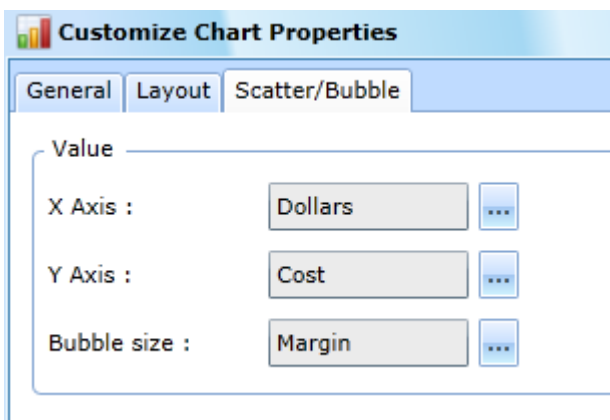 Customize Chart Properties
General Layout Scatter/Bubble
Value
X Axis : Dollars ...
Y Axis : Cost ...
Bubble size : Margin ...